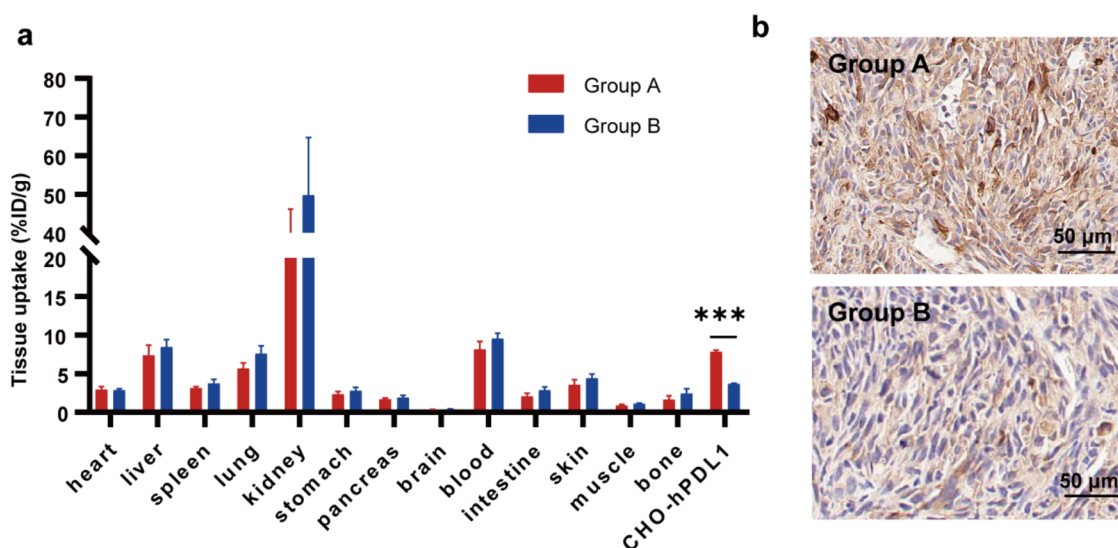 a
b
Group A
Group B
Tissue uptake (%ID/g)
80
70
60
50
40
20
15
10
5
0
***
heart
liver
spleen
lung
kidney
stomach
pancreas
brain
blood
intestine
skin
muscle
bone
CHO-hPDL1
Group A
50 µm
Group B
50 µm